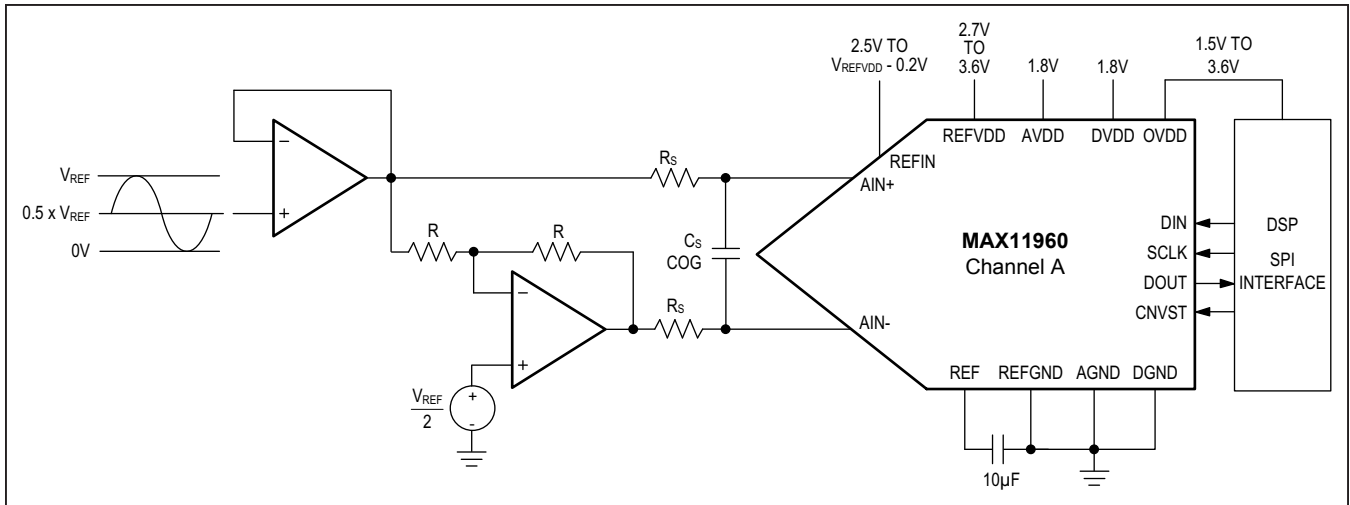 2.5V TO
VREFVDD - 0.2V
2.7V
TO
3.6V
1.8V
1.8V
1.5V TO
3.6V
REFVDD AVDD DVDD OVDD
REFIN
AIN+
VREF
0.5 x VREF
0V
−
+
RS
R
R
CS
COG
−
+
RS
AIN-
VREF
2
+
-
MAX11960
Channel A
DIN
SCLK
DOUT
CNVST
DSP
SPI
INTERFACE
REF REFGND AGND DGND
10µF